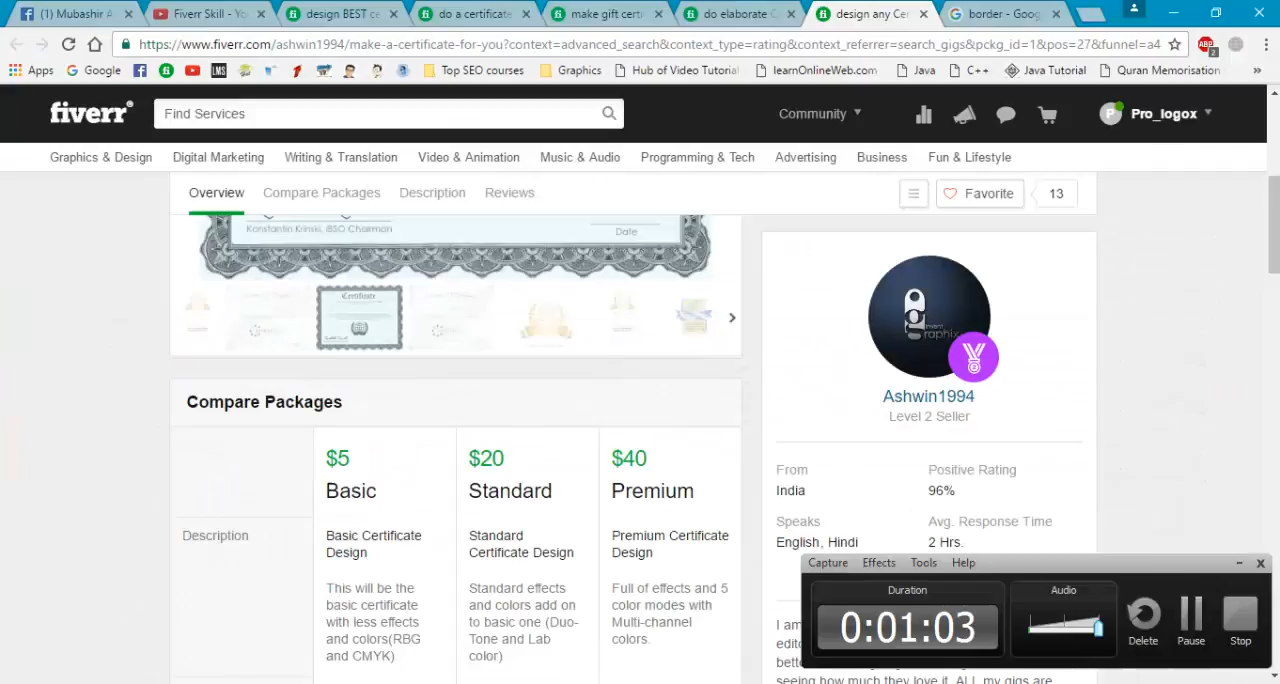 (1) Mubashir A
Fiverr Skill - Yo
design BEST ce
do a certificate
make gift certi
do elaborate C
design any Cer
border - Goog
https://www.fiverr.com/ashwin1994/make-a-certificate-for-you?context=advanced_search&context_type=rating&context_referrer=search_gigs&pckg_id=1&pos=27&funnel=a4
ABP
2
Apps
Google
LMS
Top SEO courses
Graphics
Hub of Video Tutorial
learnOnlineWeb.com
Java
C++
Java Tutorial
Quran Memorisation
»
fiverr®
Find Services
Community
P
Pro_logox
Graphics & Design
Digital Marketing
Writing & Translation
Video & Animation
Music & Audio
Programming & Tech
Advertising
Business
Fun & Lifestyle
Overview
Compare Packages
Description
Reviews
Favorite
13
Konstantin Krinski, IBSO Chairman
Date
Certificate
graphix
Ashwin1994
Level 2 Seller
From
Positive Rating
India
96%
Speaks
Avg. Response Time
English, Hindi
2 Hrs.
Compare Packages
$5
$20
$40
Basic
Standard
Premium
Description
Basic Certificate
Design
This will be the
basic certificate
with less effects
and colors(RBG
and CMYK)
Standard
Certificate Design
Standard effects
and colors add on
to basic one (Duo-
Tone and Lab
color)
Premium Certificate
Design
Full of effects and 5
color modes with
Multi-channel
colors.
I am
edito
bette
seeing how much they love it. ALL my gigs are
Capture
Effects
Tools
Help
Duration
0:01:03
Audio
Delete
Pause
Stop